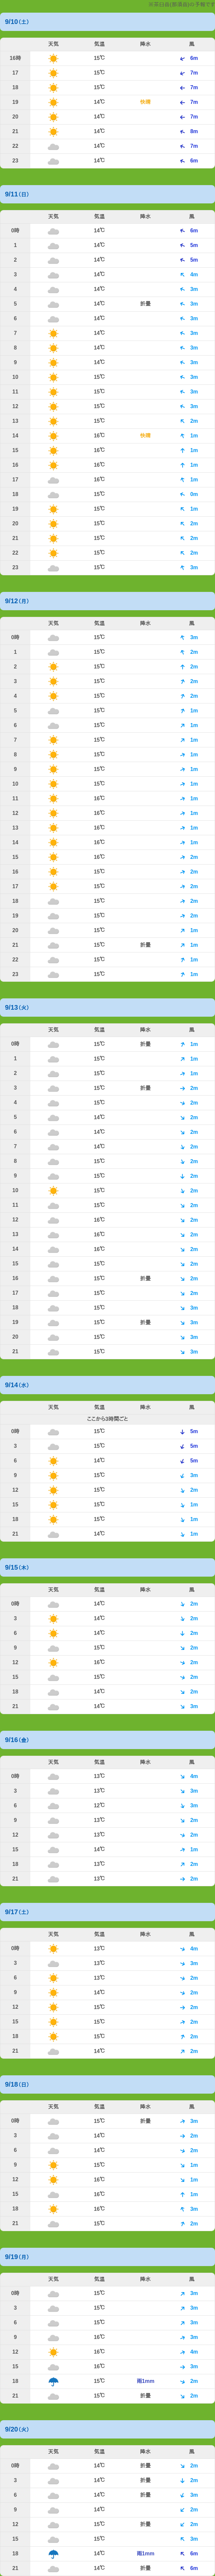 の予報です
9/10(土)
天気 気温 降水 風
16時 15℃ 6m
17 15℃ 7m
18 15℃ 7m
19 14℃ 快晴 7m
20 14℃ 7m
21 14℃ 8m
22 14℃ 7m
23 14℃ 6m
9/11(日)
天気 気温 降水 風
0時 14℃ 6m
1 14℃ 5m
2 14℃ 5m
3 14℃ 4m
4 14℃ 3m
5 14℃ 折曇 3m
6 14℃ 3m
7 14℃ 3m
8 14℃ 3m
9 14℃ 3m
10 15℃ 3m
11 15℃ 3m
12 15℃ 3m
13 15℃ 2m
14 16℃ 快晴 1m
15 16℃ 1m
16 16℃ 1m
17 16℃ 1m
18 15℃ 0m
19 15℃ 1m
20 15℃ 2m
21 15℃ 2m
22 15℃ 2m
23 15℃ 3m
9/12(月)
天気 気温 降水 風
0時 15℃ 3m
1 15℃ 2m
2 15℃ 2m
3 15℃ 2m
4 15℃ 2m
5 15℃ 1m
6 15℃ 1m
7 15℃ 1m
8 15℃ 1m
9 15℃ 1m
10 15℃ 1m
11 16℃ 1m
12 16℃ 1m
13 16℃ 1m
14 16℃ 1m
15 16℃ 2m
16 15℃ 2m
17 15℃ 2m
18 15℃ 2m
19 15℃ 2m
20 15℃ 1m
21 15℃ 折曇 1m
22 15℃ 1m
23 15℃ 1m
9/13(火)
天気 気温 降水 風
0時 15℃ 折曇 1m
1 15℃ 1m
2 15℃ 1m
3 15℃ 折曇 2m
4 15℃ 2m
5 14℃ 2m
6 14℃ 2m
7 14℃ 2m
8 15℃ 2m
9 15℃ 2m
10 15℃ 2m
11 15℃ 2m
12 16℃ 2m
13 16℃ 2m
14 16℃ 2m
15 15℃ 2m
16 15℃ 折曇 2m
17 15℃ 2m
18 15℃ 3m
19 15℃ 折曇 3m
20 15℃ 3m
21 15℃ 3m
9/14(水)
天気 気温 降水 風
ここから3時間ごと
0時 15℃ 5m
3 15℃ 5m
6 14℃ 5m
9 15℃ 3m
12 15℃ 2m
15 15℃ 1m
18 15℃ 1m
21 14℃ 1m
9/15(木)
天気 気温 降水 風
0時 14℃ 2m
3 14℃ 2m
6 14℃ 2m
9 15℃ 2m
12 16℃ 2m
15 15℃ 2m
18 14℃ 2m
21 14℃ 3m
9/16(金)
天気 気温 降水 風
0時 13℃ 4m
3 13℃ 3m
6 12℃ 3m
9 13℃ 2m
12 13℃ 2m
15 14℃ 1m
18 13℃ 2m
21 13℃ 2m
9/17(土)
天気 気温 降水 風
0時 13℃ 4m
3 13℃ 3m
6 13℃ 2m
9 14℃ 2m
12 15℃ 2m
15 15℃ 2m
18 15℃ 2m
21 14℃ 2m
9/18(日)
天気 気温 降水 風
0時 15℃ 折曇 3m
3 14℃ 2m
6 14℃ 2m
9 15℃ 1m
12 16℃ 1m
15 16℃ 1m
18 16℃ 3m
21 15℃ 2m
9/19(月)
天気 気温 降水 風
0時 15℃ 3m
3 15℃ 3m
6 15℃ 3m
9 16℃ 3m
12 16℃ 4m
15 16℃ 3m
18 15℃ 雨1mm 2m
21 15℃ 折曇 2m
9/20(火)
天気 気温 降水 風
0時 14℃ 折曇 2m
3 14℃ 折曇 2m
6 14℃ 折曇 3m
9 14℃ 2m
12 15℃ 折曇 2m
15 15℃ 3m
18 14℃ 雨1mm 6m
21 14℃ 折曇 6m